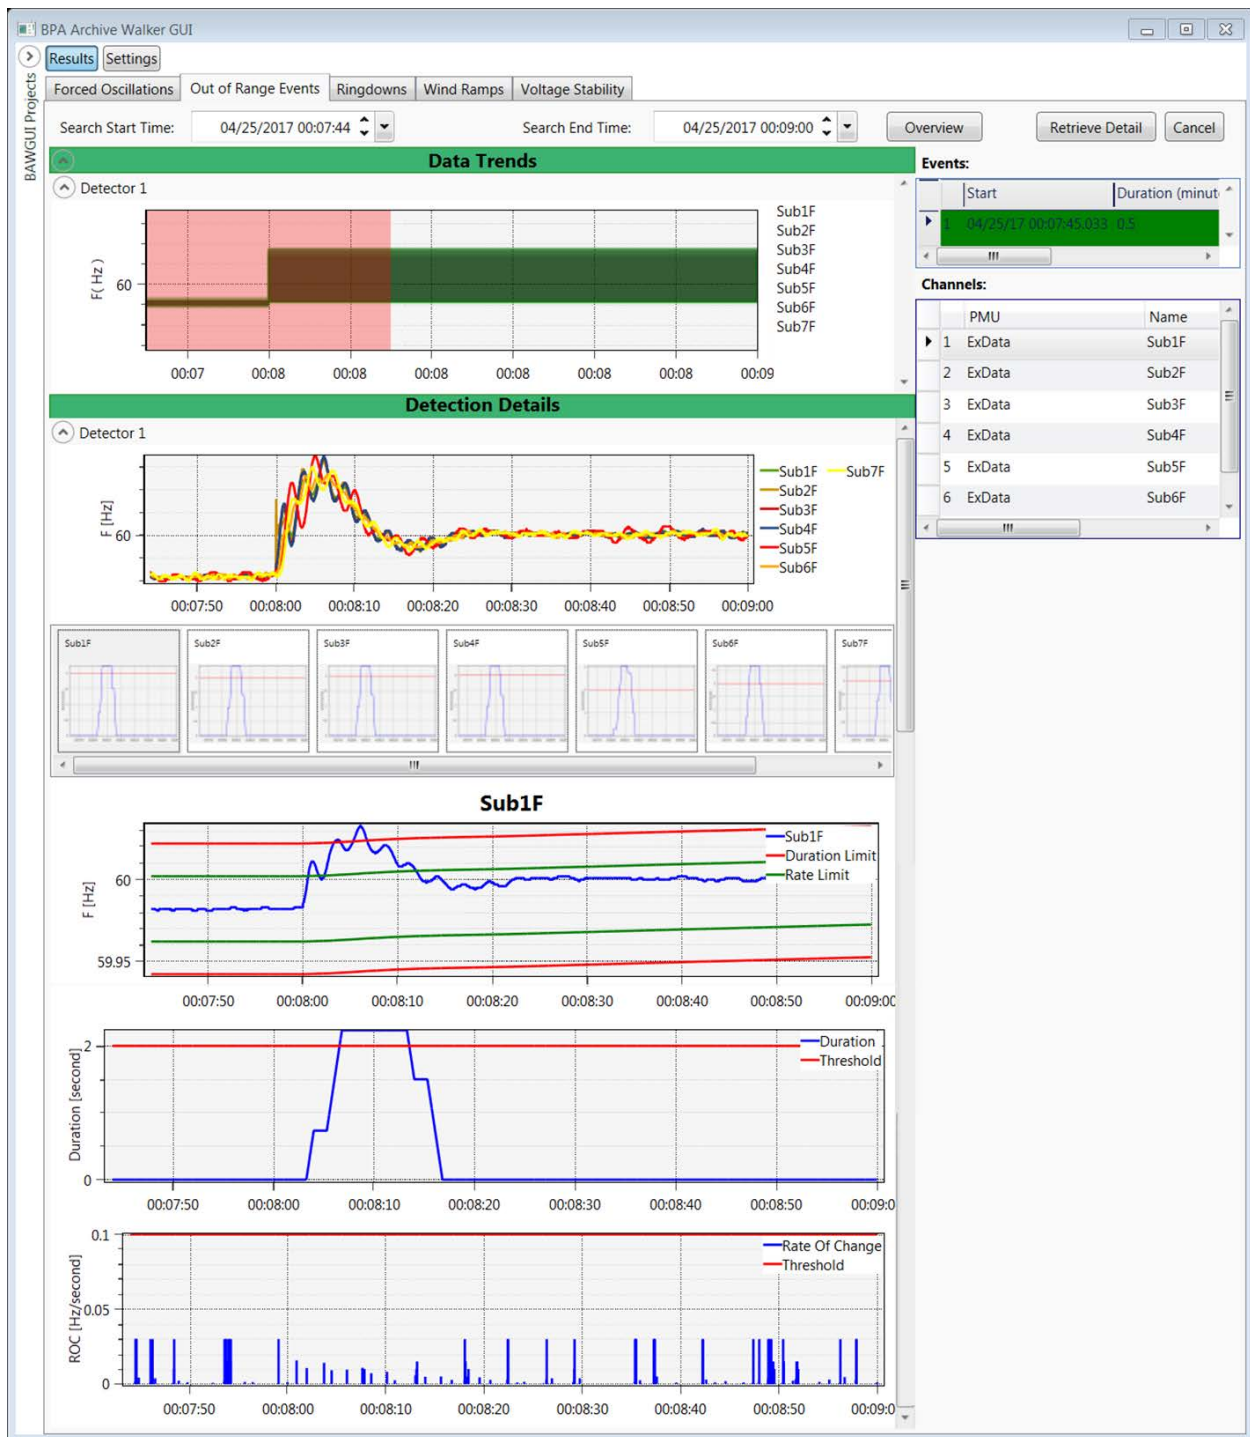 BPA Archive Walker GUI
BAWGUI Projects
Results Settings
Forced Oscillations Out of Range Events Ringdowns Wind Ramps Voltage Stability
Search Start Time: 04/25/2017 00:07:44 Search End Time: 04/25/2017 00:09:00 Overview Retrieve Detail Cancel
Data Trends
Detector 1
F( Hz )
60
00:07 00:08 00:08 00:08 00:08 00:08 00:08 00:09
Sub1F
Sub2F
Sub3F
Sub4F
Sub5F
Sub6F
Sub7F
Events:
Start Duration (minut
1 04/25/17 00:07:45.033 0.5
Channels:
PMU Name
1 ExData Sub1F
2 ExData Sub2F
3 ExData Sub3F
4 ExData Sub4F
5 ExData Sub5F
6 ExData Sub6F
Detection Details
Detector 1
F [Hz]
60
00:07:50 00:08:00 00:08:10 00:08:20 00:08:30 00:08:40 00:08:50 00:09:00
Sub1F Sub7F
Sub2F
Sub3F
Sub4F
Sub5F
Sub6F
Sub1F Sub2F Sub3F Sub4F Sub5F Sub6F Sub7F
Sub1F
F [Hz]
60
59.95
00:07:50 00:08:00 00:08:10 00:08:20 00:08:30 00:08:40 00:08:50 00:09:00
Sub1F
Duration Limit
Rate Limit
Duration [second]
2
0
00:07:50 00:08:00 00:08:10 00:08:20 00:08:30 00:08:40 00:08:50 00:09:0
Duration
Threshold
ROC [Hz/second]
0.1
0.05
0
00:07:50 00:08:00 00:08:10 00:08:20 00:08:30 00:08:40 00:08:50 00:09:0
Rate Of Change
Threshold